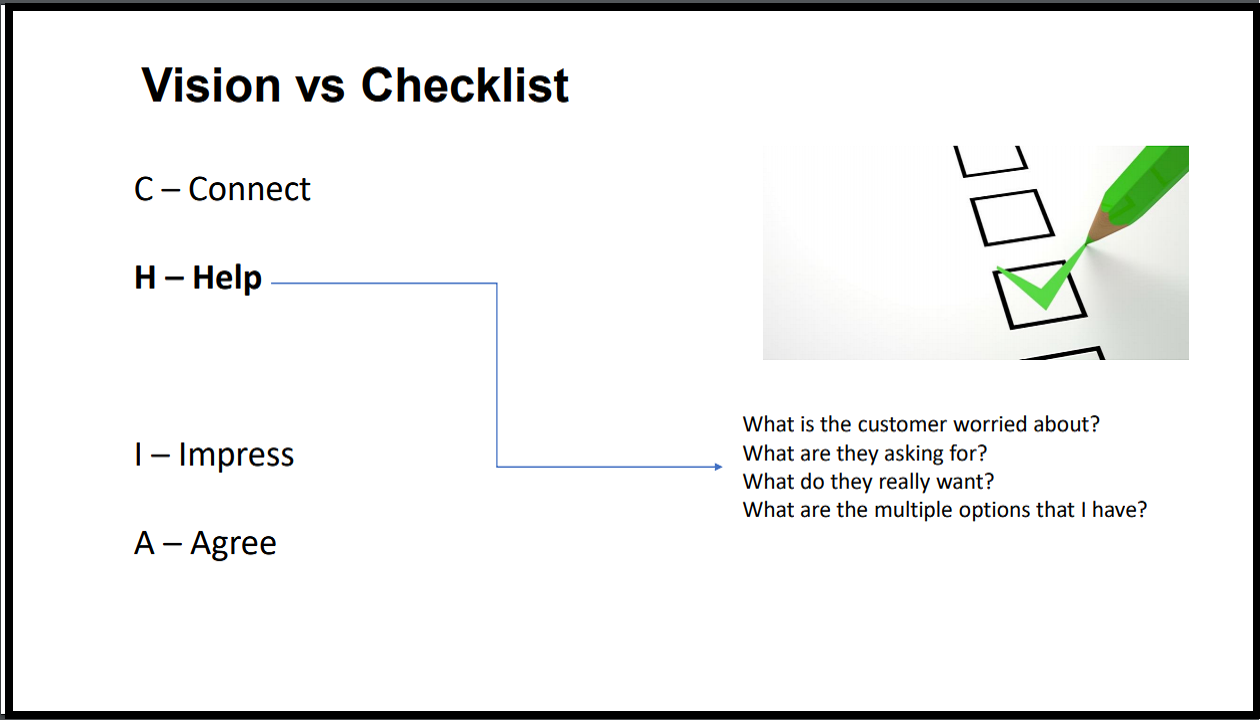 Vision vs Checklist
C – Connect
H – Help
I – Impress
A – Agree
What is the customer worried about?
What are they asking for?
What do they really want?
What are the multiple options that I have?